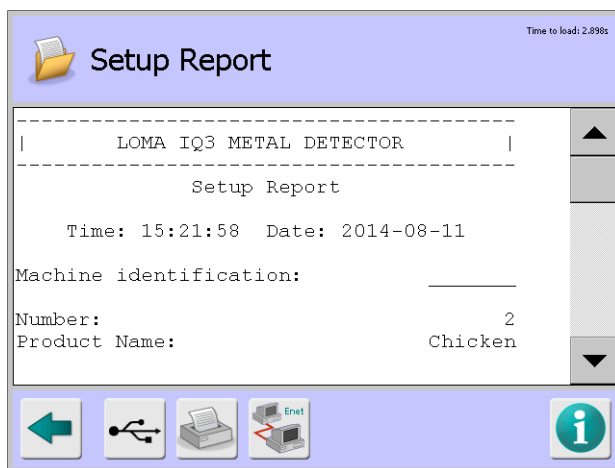 Time to load: 2.898s
Setup Report
-----------------------------------------
|       LOMA IQ3 METAL DETECTOR        |
-----------------------------------------
Setup Report
Time: 15:21:58  Date: 2014-08-11
Machine identification: _______
Number: 2
Product Name: Chicken
Enet
i